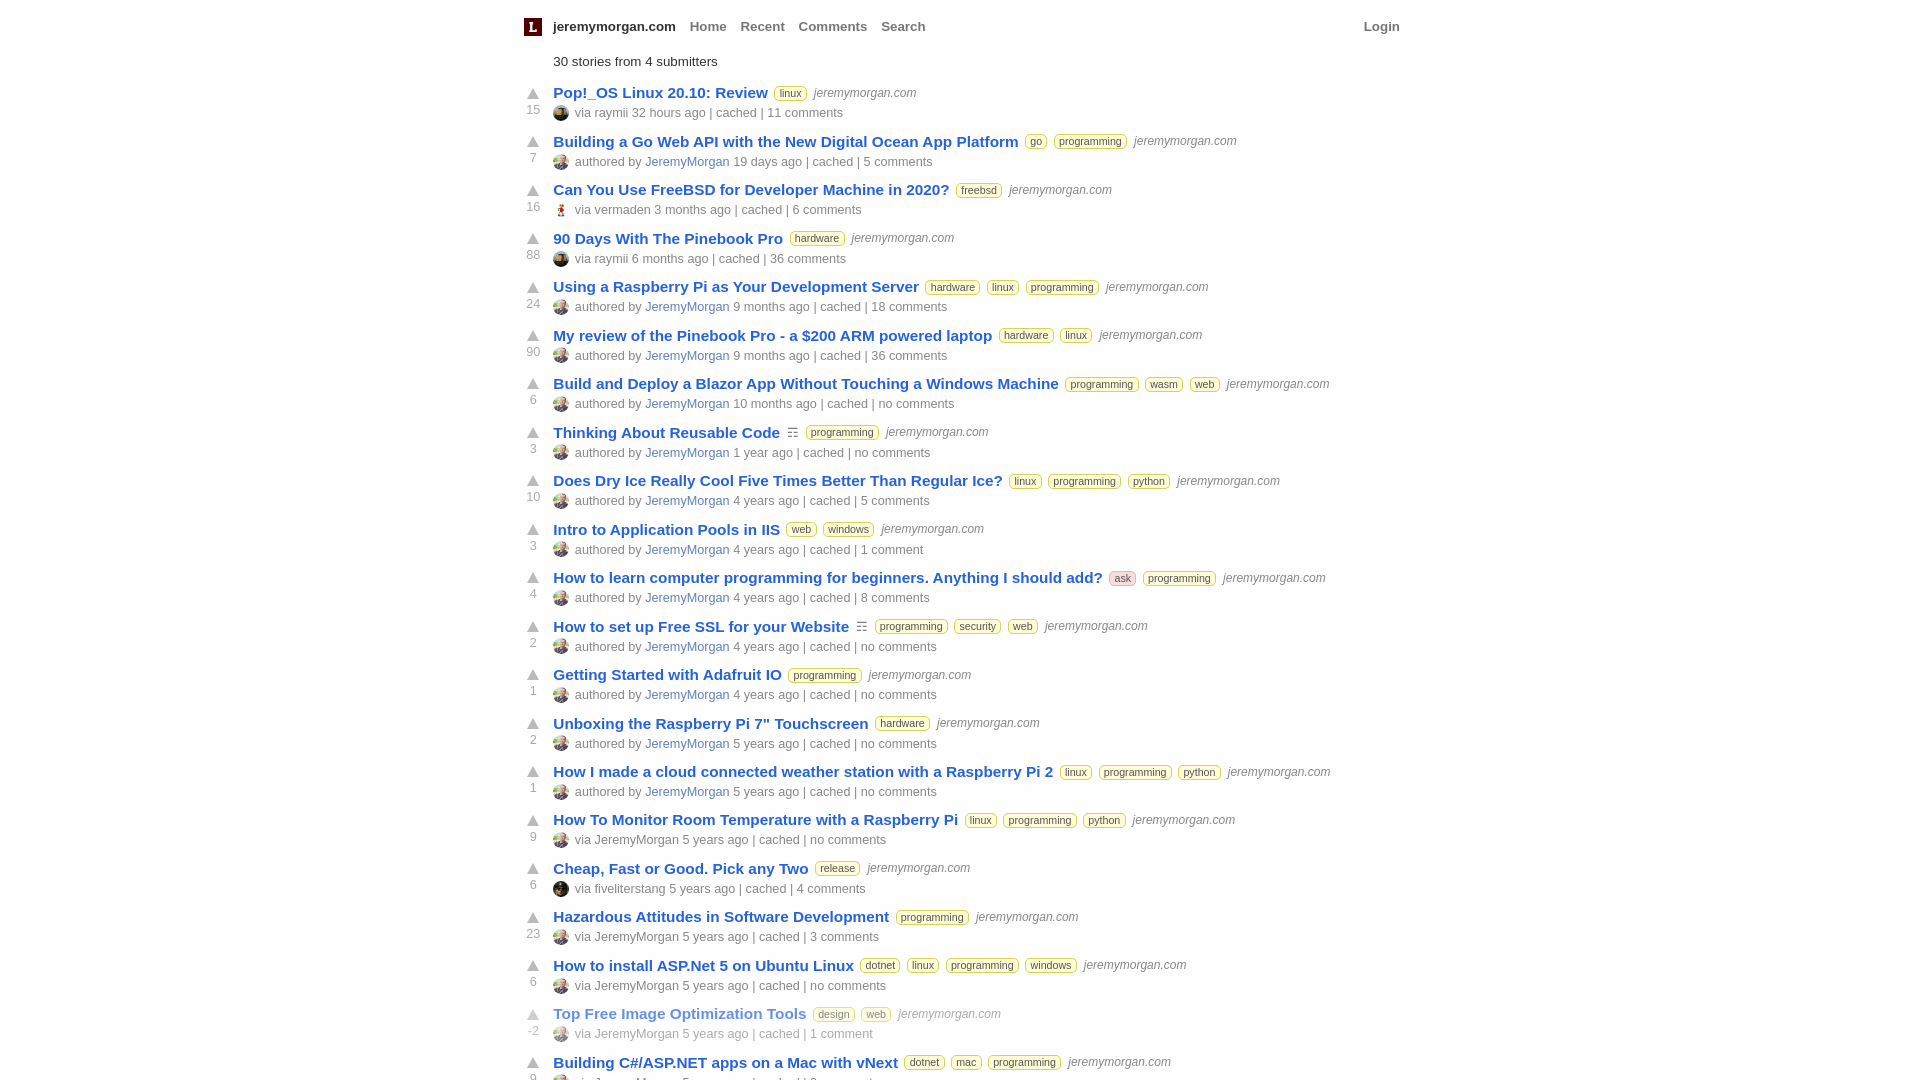 L jeremymorgan.com Home Recent Comments Search Login
30 stories from 4 submitters
Pop!_OS Linux 20.10: Review linux jeremymorgan.com
15 via raymii 32 hours ago | cached | 11 comments
Building a Go Web API with the New Digital Ocean App Platform go programming jeremymorgan.com
7 authored by JeremyMorgan 19 days ago | cached | 5 comments
Can You Use FreeBSD for Developer Machine in 2020? freebsd jeremymorgan.com
16 via vermaden 3 months ago | cached | 6 comments
90 Days With The Pinebook Pro hardware jeremymorgan.com
88 via raymii 6 months ago | cached | 36 comments
Using a Raspberry Pi as Your Development Server hardware linux programming jeremymorgan.com
24 authored by JeremyMorgan 9 months ago | cached | 18 comments
My review of the Pinebook Pro - a $200 ARM powered laptop hardware linux jeremymorgan.com
90 authored by JeremyMorgan 9 months ago | cached | 36 comments
Build and Deploy a Blazor App Without Touching a Windows Machine programming wasm web jeremymorgan.com
6 authored by JeremyMorgan 10 months ago | cached | no comments
Thinking About Reusable Code ☶ programming jeremymorgan.com
3 authored by JeremyMorgan 1 year ago | cached | no comments
Does Dry Ice Really Cool Five Times Better Than Regular Ice? linux programming python jeremymorgan.com
10 authored by JeremyMorgan 4 years ago | cached | 5 comments
Intro to Application Pools in IIS web windows jeremymorgan.com
3 authored by JeremyMorgan 4 years ago | cached | 1 comment
How to learn computer programming for beginners. Anything I should add? ask programming jeremymorgan.com
4 authored by JeremyMorgan 4 years ago | cached | 8 comments
How to set up Free SSL for your Website ☶ programming security web jeremymorgan.com
2 authored by JeremyMorgan 4 years ago | cached | no comments
Getting Started with Adafruit IO programming jeremymorgan.com
1 authored by JeremyMorgan 4 years ago | cached | no comments
Unboxing the Raspberry Pi 7" Touchscreen hardware jeremymorgan.com
2 authored by JeremyMorgan 5 years ago | cached | no comments
How I made a cloud connected weather station with a Raspberry Pi 2 linux programming python jeremymorgan.com
1 authored by JeremyMorgan 5 years ago | cached | no comments
How To Monitor Room Temperature with a Raspberry Pi linux programming python jeremymorgan.com
9 via JeremyMorgan 5 years ago | cached | no comments
Cheap, Fast or Good. Pick any Two release jeremymorgan.com
6 via fiveliterstang 5 years ago | cached | 4 comments
Hazardous Attitudes in Software Development programming jeremymorgan.com
23 via JeremyMorgan 5 years ago | cached | 3 comments
How to install ASP.Net 5 on Ubuntu Linux dotnet linux programming windows jeremymorgan.com
6 via JeremyMorgan 5 years ago | cached | no comments
Top Free Image Optimization Tools design web jeremymorgan.com
-2 via JeremyMorgan 5 years ago | cached | 1 comment
Building C#/ASP.NET apps on a Mac with vNext dotnet mac programming jeremymorgan.com